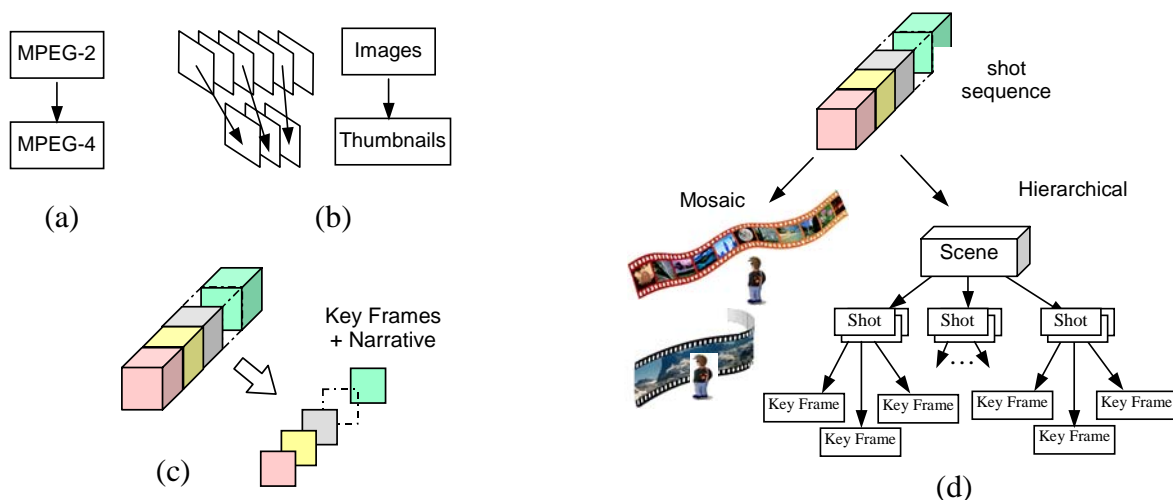 MPEG-2
MPEG-4
(a)
Images
Thumbnails
(b)
Key Frames
+ Narrative
(c)
shot
sequence
Mosaic
Hierarchical
Scene
Shot
Shot
Shot
...
Key Frame
Key Frame
Key Frame
Key Frame
Key Frame
Key Frame
(d)